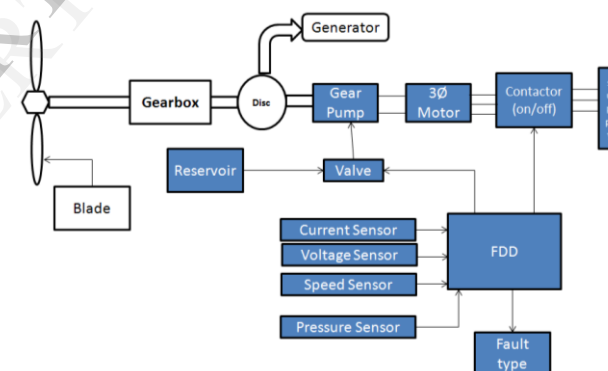 Generator
Gearbox
Disc
Gear
Pump
3Ø
Motor
Contactor
(on/off)
Reservoir
Valve
Blade
Current Sensor
Voltage Sensor
Speed Sensor
Pressure Sensor
FDD
Fault
type